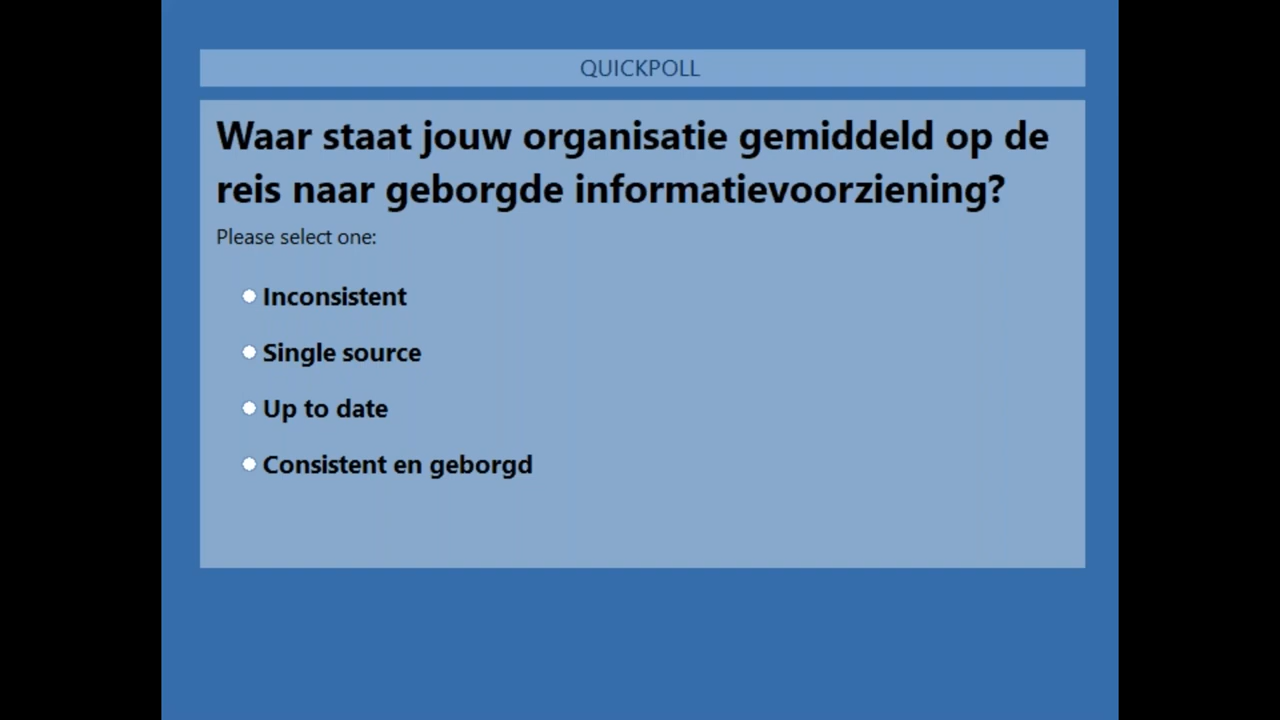 QUICKPOLL
Waar staat jouw organisatie gemiddeld op de
reis naar geborgde informatievoorziening?
Please select one:
Inconsistent
Single source
Up to date
Consistent en geborgd